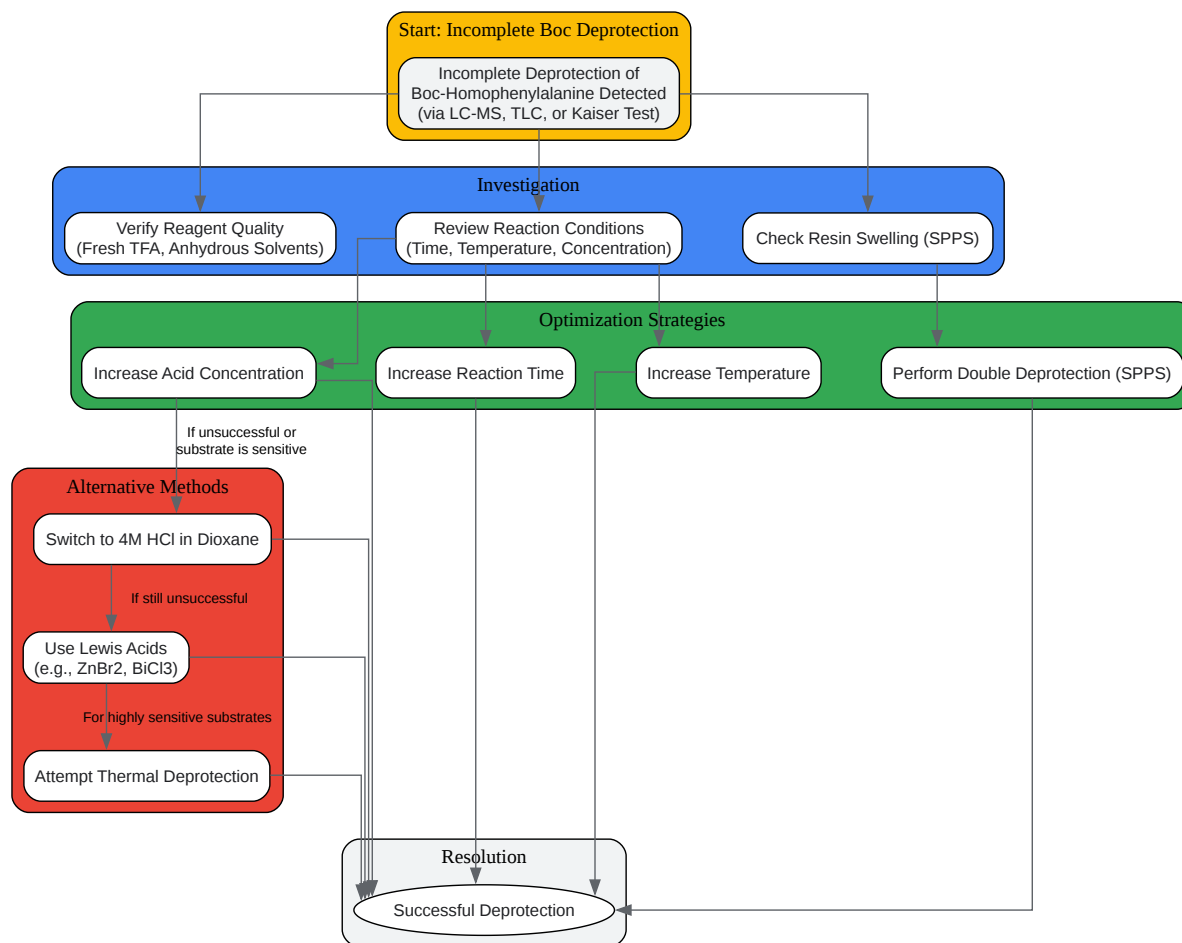 Start: Incomplete Boc Deprotection
Incomplete Deprotection of
Boc-Homophenylalanine Detected
(via LC-MS, TLC, or Kaiser Test)
Investigation
Verify Reagent Quality
(Fresh TFA, Anhydrous Solvents)
Review Reaction Conditions
(Time, Temperature, Concentration)
Check Resin Swelling (SPPS)
Optimization Strategies
Increase Acid Concentration
Increase Reaction Time
Increase Temperature
Perform Double Deprotection (SPPS)
If unsuccessful or
substrate is sensitive
Alternative Methods
Switch to 4M HCl in Dioxane
If still unsuccessful
Use Lewis Acids
(e.g., ZnBr2, BiCl3)
For highly sensitive substrates
Attempt Thermal Deprotection
Resolution
Successful Deprotection